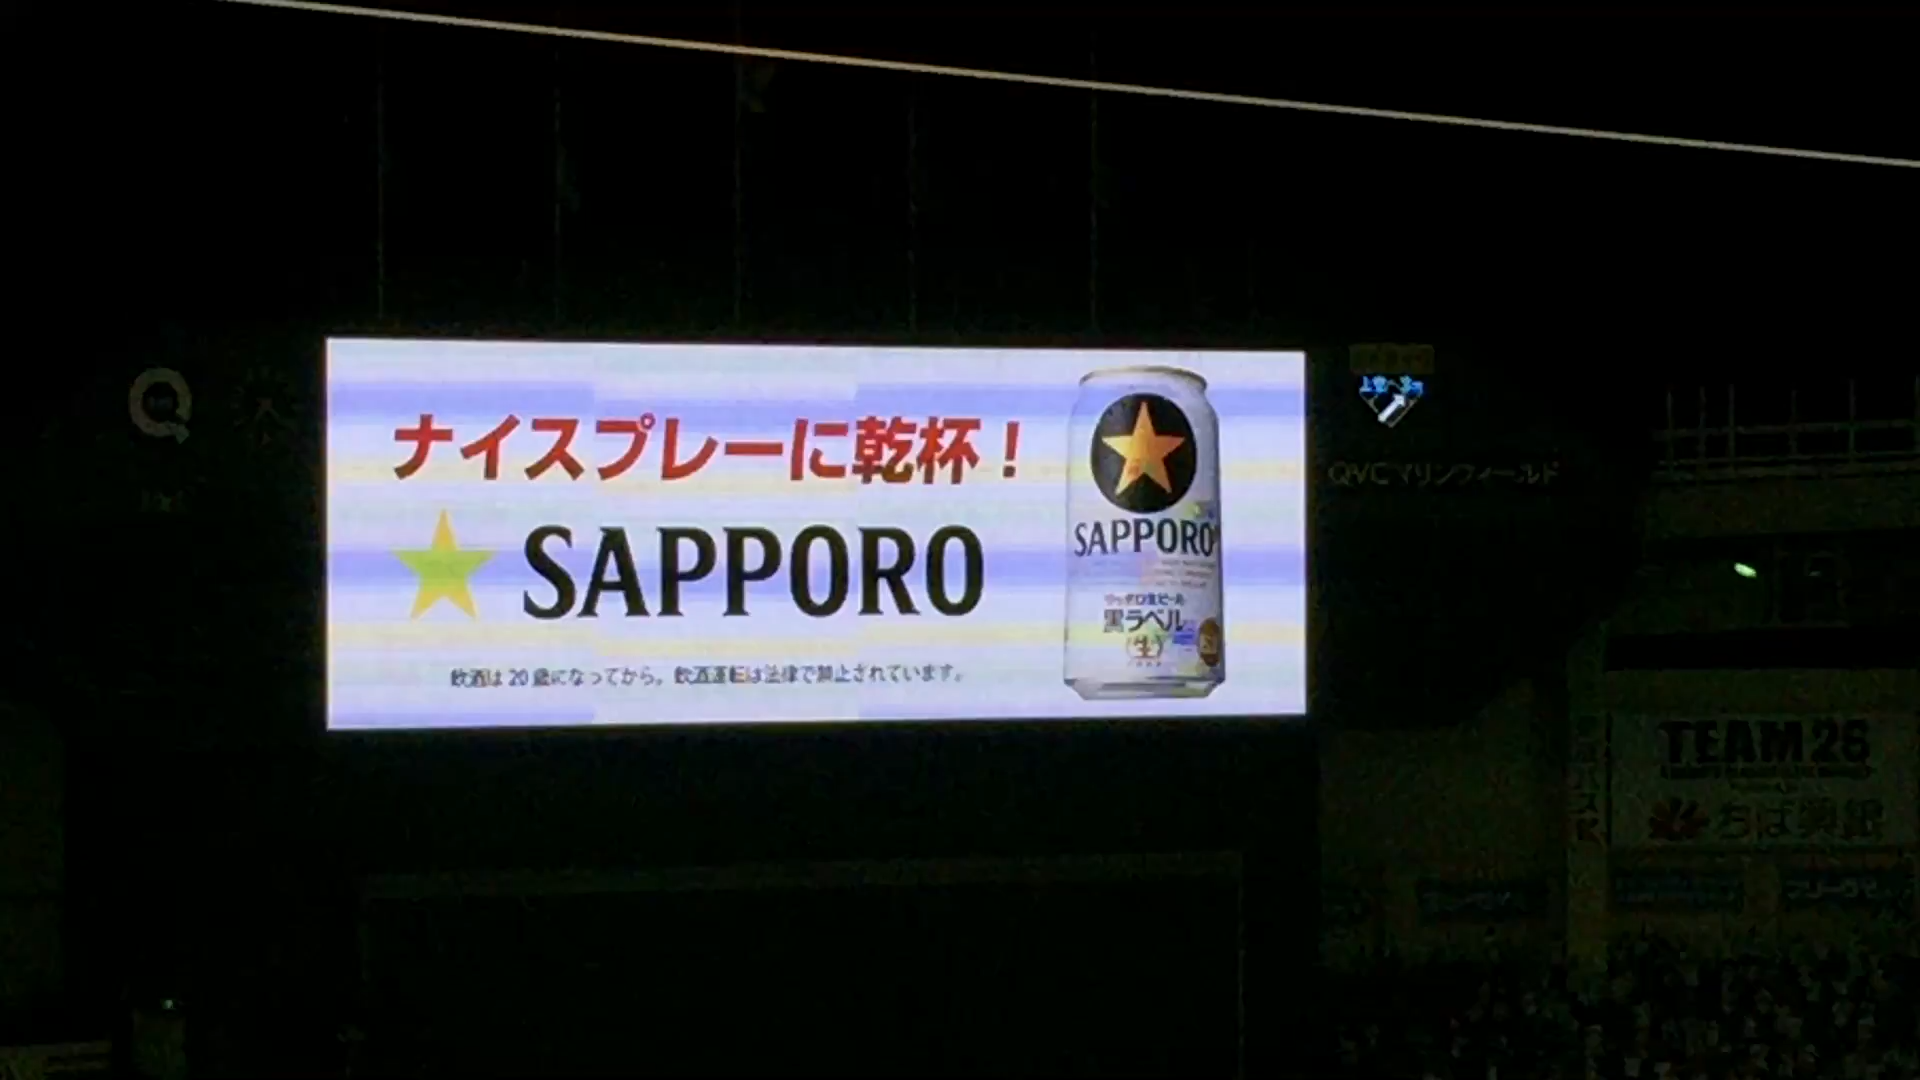 ナイスプレーに乾杯！
SAPPORO
飲酒は20歳になってから。飲酒運転は法律で禁止されています。
SAPPORO
サッポロ生ビール
黒ラベル
生
QVCマリンフィールド
TEAM26
ちば興銀